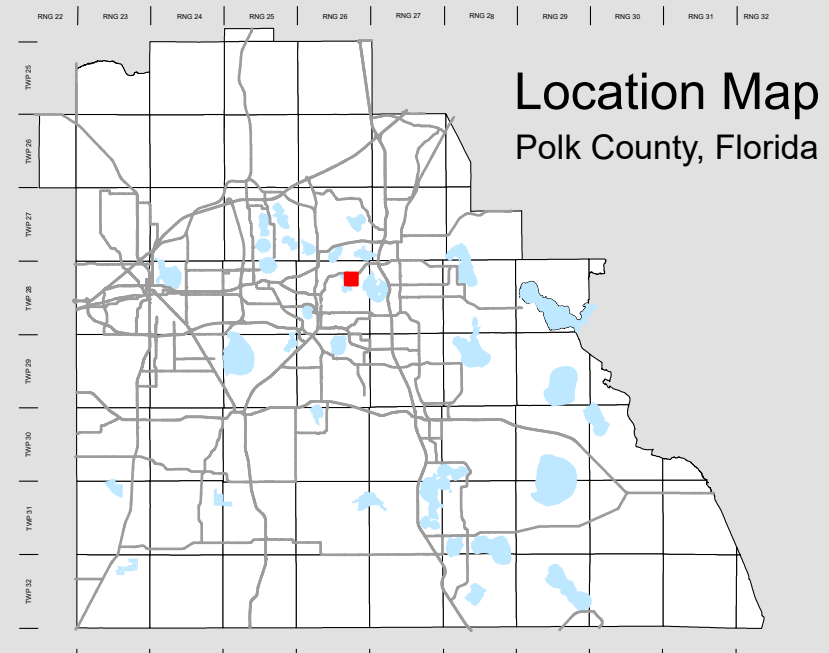 RNG 22
RNG 23
RNG 24
RNG 25
RNG 26
RNG 27
RNG 28
RNG 29
RNG 30
RNG 31
RNG 32
Location Map
Polk County, Florida
TWP 25
TWP 26
TWP 27
TWP 28
TWP 29
TWP 30
TWP 31
TWP 32